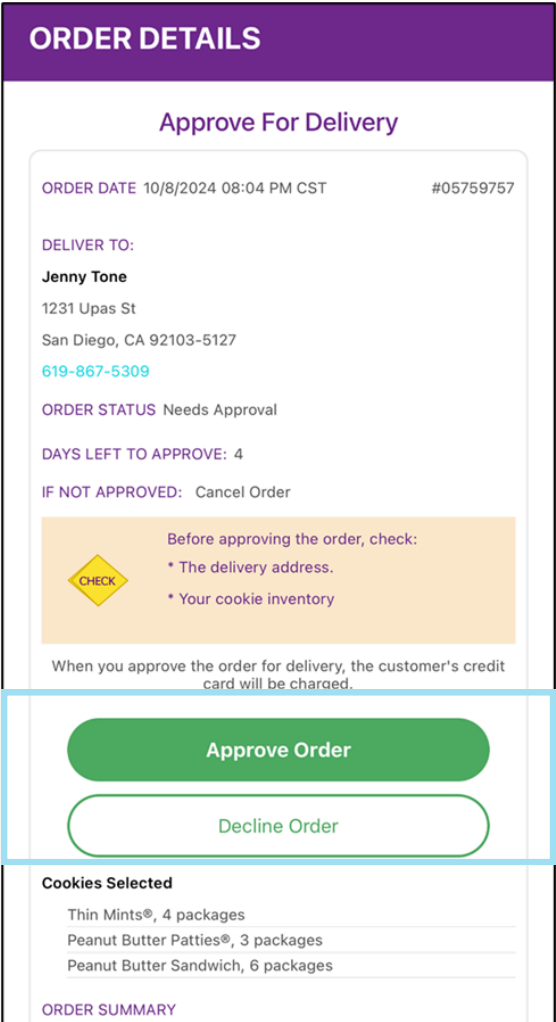 ORDER DETAILS
Approve For Delivery
ORDER DATE 10/8/2024 08:04 PM CST #05759757
DELIVER TO:
Jenny Tone
1231 Upas St
San Diego, CA 92103-5127
619-867-5309
ORDER STATUS Needs Approval
DAYS LEFT TO APPROVE: 4
IF NOT APPROVED: Cancel Order
Before approving the order, check:
CHECK
* The delivery address.
* Your cookie inventory
When you approve the order for delivery, the customer's credit
card will be charged.
Approve Order
Decline Order
Cookies Selected
Thin Mints®, 4 packages
Peanut Butter Patties®, 3 packages
Peanut Butter Sandwich, 6 packages
ORDER SUMMARY